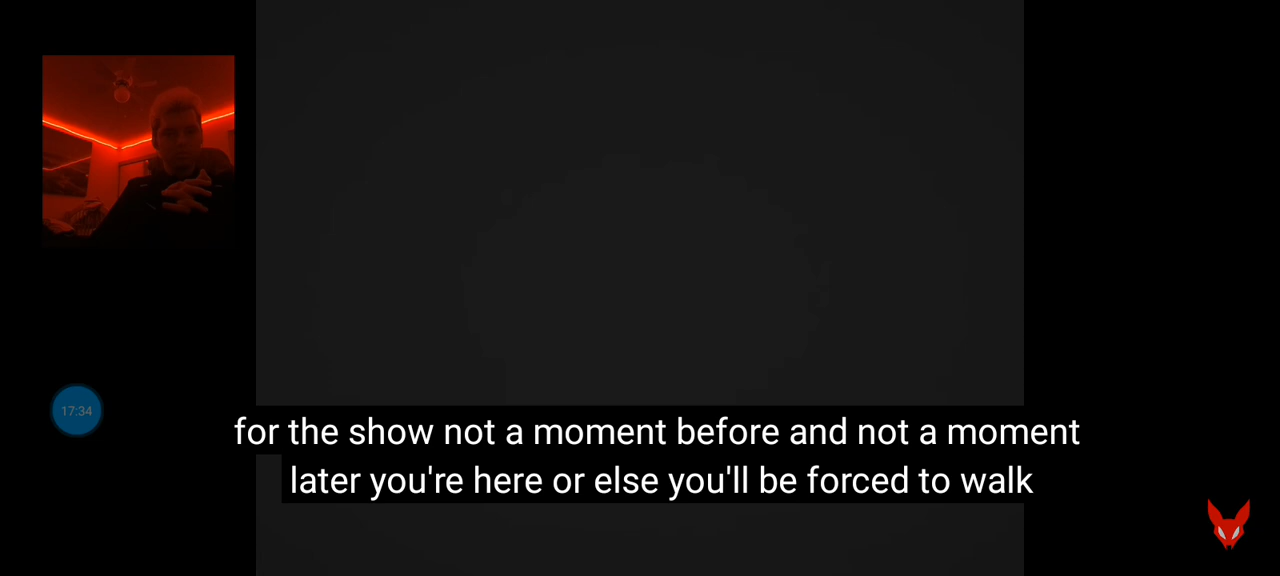 17:34
for the show not a moment before and not a moment
later you're here or else you'll be forced to walk